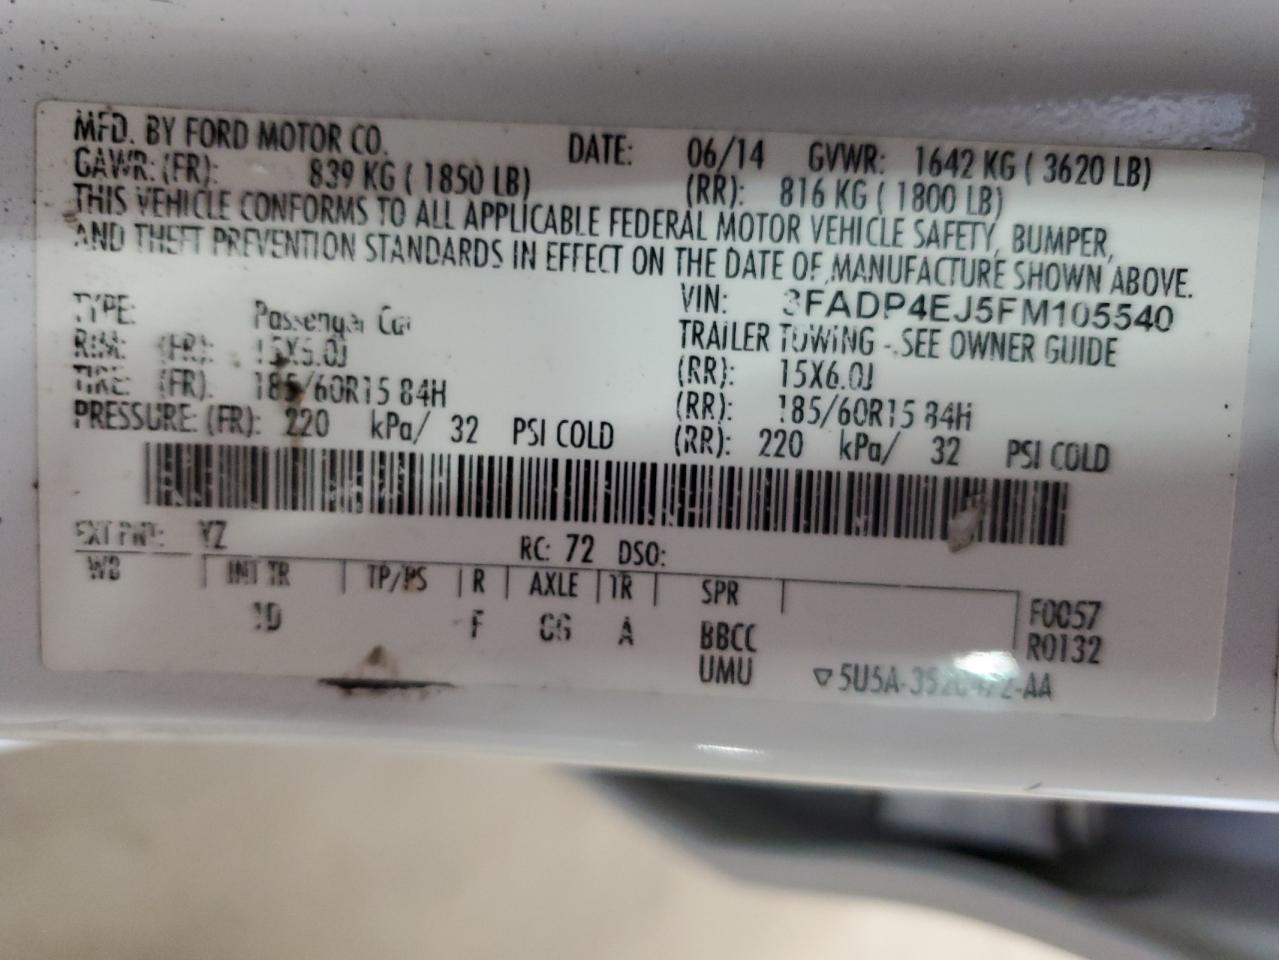 MFD. BY FORD MOTOR CO. DATE: 06/14 GVWR: 1642 KG ( 3620 LB)
GAWR: (FR): 839 KG ( 1850 LB) (RR): 816 KG ( 1800 LB)
THIS VEHICLE CONFORMS TO ALL APPLICABLE FEDERAL MOTOR VEHICLE SAFETY, BUMPER,
AND THEFT PREVENTION STANDARDS IN EFFECT ON THE DATE OF MANUFACTURE SHOWN ABOVE.
VIN: 3FADP4EJ5FM105540
TYPE: Passenger Car TRAILER TOWING - SEE OWNER GUIDE
RIM: (FR): 15X6.0J (RR): 15X6.0J
TIRE: (FR): 185/60R15 84H (RR): 185/60R15 84H
PRESSURE: (FR): 220 kPa/ 32 PSI COLD (RR): 220 kPa/ 32 PSI COLD
EXT PNT: YZ RC: 72 DSO:
WB INT TR TP/PS R AXLE TR SPR F0057
F A BBCC R0132
UMU